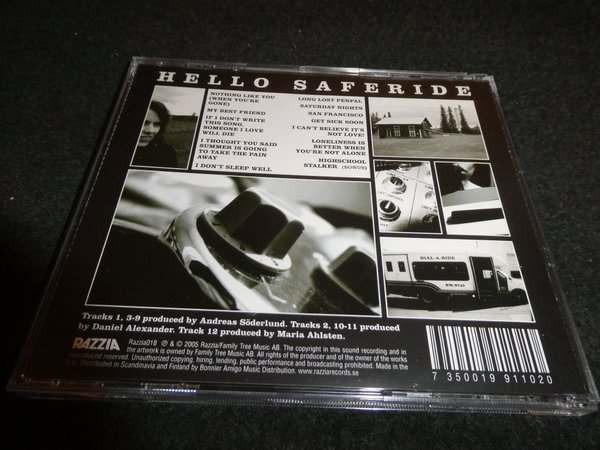 HELLO SAFERIDE
NOTHING LIKE YOU
(WHEN YOU'RE
GONE)
MY BEST FRIEND
IF I DON'T WRITE
THIS SONG,
SOMEONE I LOVE
WILL DIE
I THOUGHT YOU SAID
SUMMER IS GOING
TO TAKE THE PAIN
AWAY
I DON'T SLEEP WELL
LONG LOST PENPAL
SATURDAY NIGHTS
SAN FRANCISCO
GET SICK SOON
I CAN'T BELIEVE IT'S
NOT LOVE!
LONELINESS IS
BETTER WHEN
YOU'RE NOT ALONE
HIGHSCHOOL
STALKER (BONUS)
DIAL-A-RIDE
Tracks 1, 3-9 produced by Andreas Söderlund. Tracks 2, 10-11 produced
by Daniel Alexander. Track 12 produced by Maria Ahlsten.
RAZZIA
Razzia018 ℗ & © 2005 Razzia/Family Tree Music AB. The copyright in this sound recording and in
the artwork is owned by Family Tree Music AB. All rights of the producer and of the owner of the works
reproduced reserved. Unauthorized copying, hiring, lending, public performance and broadcasting prohibited. Made in the
Distributed in Scandinavia and Finland by Bonnier Amigo Music Distribution. www.razziarecords.se
7 350019 911020